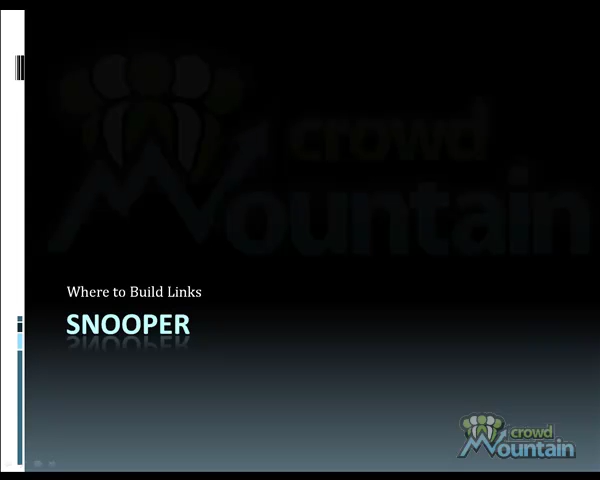 crowd
Mountain
Where to Build Links
SNOOPER
crowd
Mountain